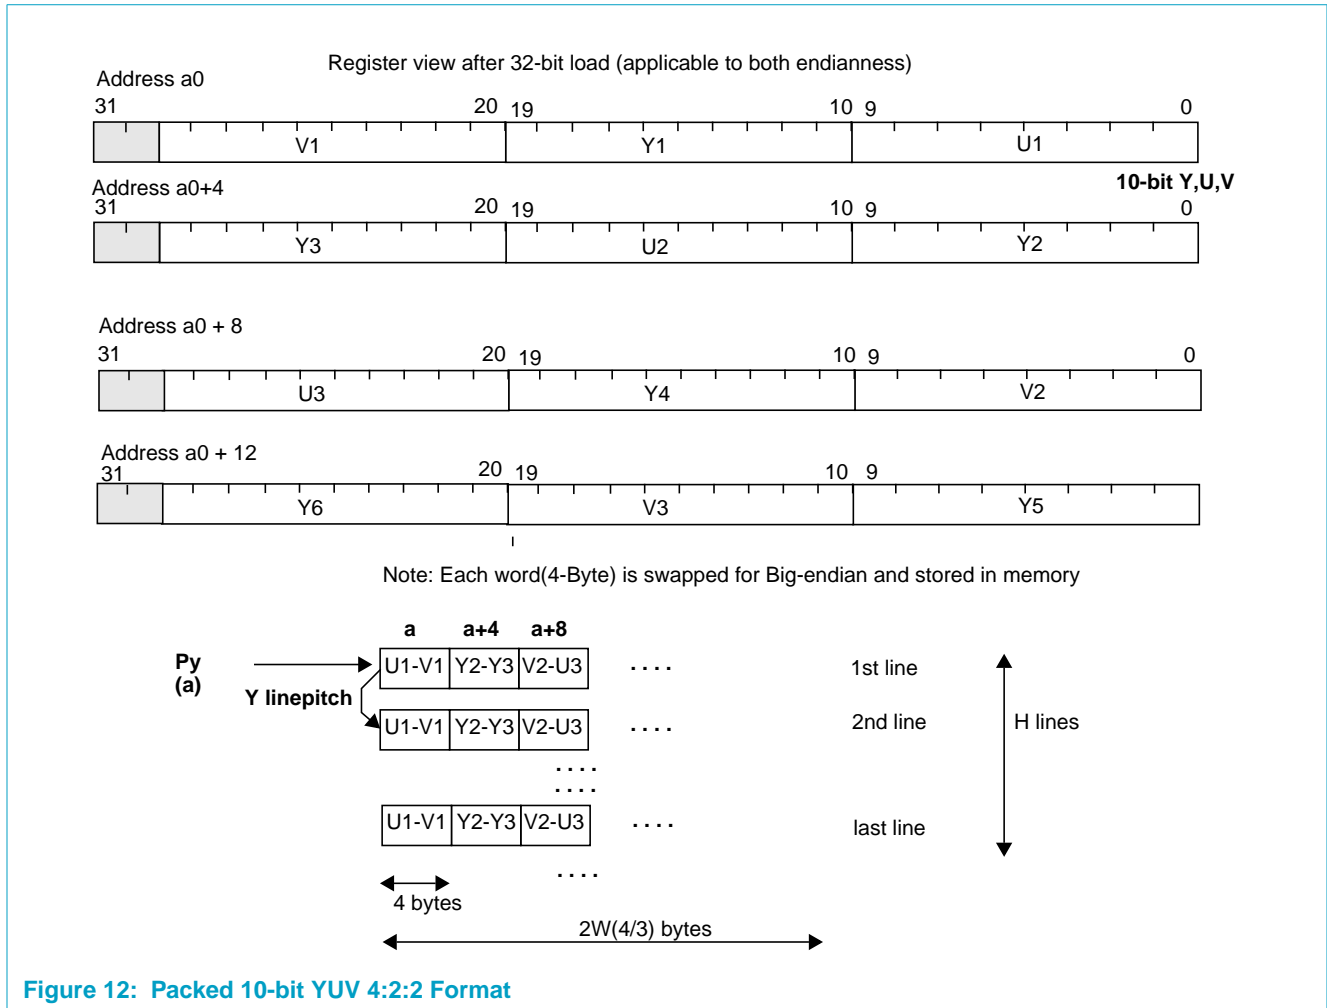 Register view after 32-bit load (applicable to both endianness)
Address a0
31 20 19 10 9 0
V1 Y1 U1
10-bit Y,U,V
Address a0+4
31 20 19 10 9 0
Y3 U2 Y2
Address a0 + 8
31 20 19 10 9 0
U3 Y4 V2
Address a0 + 12
31 20 19 10 9
Y6 V3 Y5
Note: Each word(4-Byte) is swapped for Big-endian and stored in memory
a a+4 a+8
Py
(a)
U1-V1 Y2-Y3 V2-U3 . . . . 1st line
Y linepitch
U1-V1 Y2-Y3 V2-U3 . . . . 2nd line
H lines
. . . .
. . . .
U1-V1 Y2-Y3 V2-U3 . . . . last line
. . . .
4 bytes
2W(4/3) bytes
Figure 12: Packed 10-bit YUV 4:2:2 Format